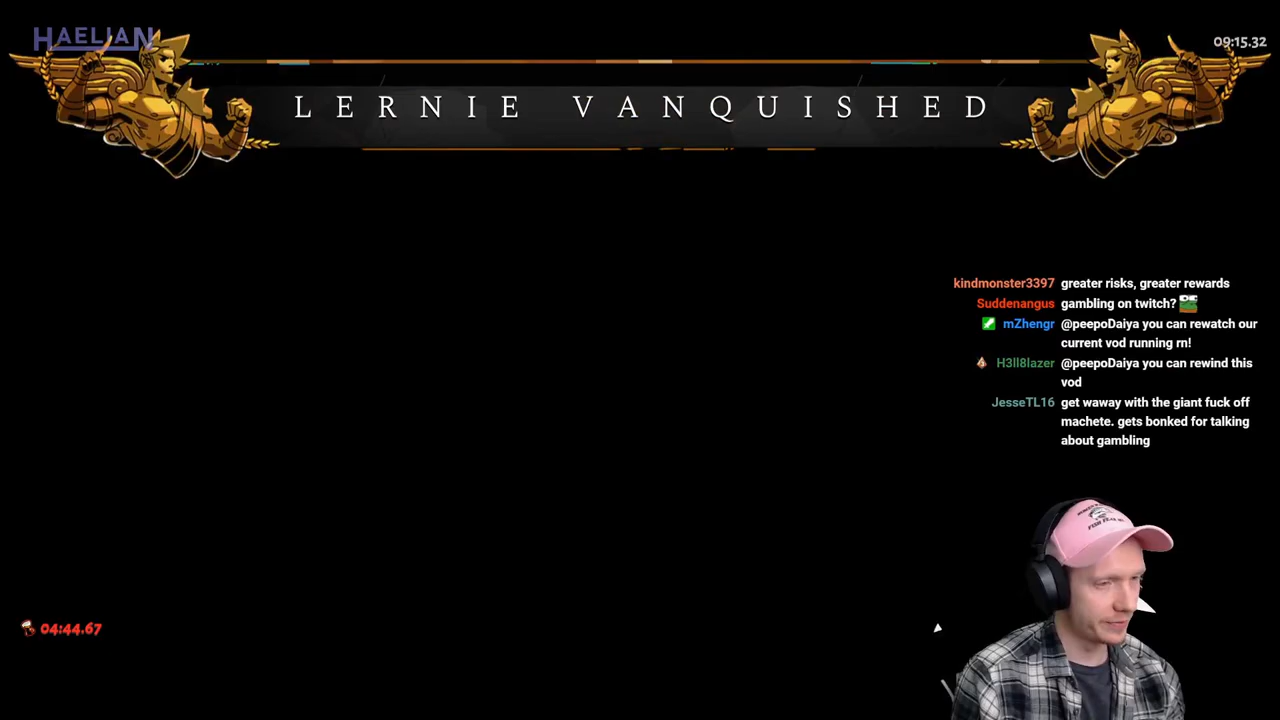 HAELIAN
09:15.32
LERNIE VANQUISHED
kindmonster3397 greater risks, greater rewards
Suddenangus gambling on twitch?
mZhengr @peepoDaiya you can rewatch our
current vod running rn!
H3ll8lazer @peepoDaiya you can rewind this
vod
JesseTL16 get waway with the giant fuck off
machete. gets bonked for talking
about gambling
04:44.67